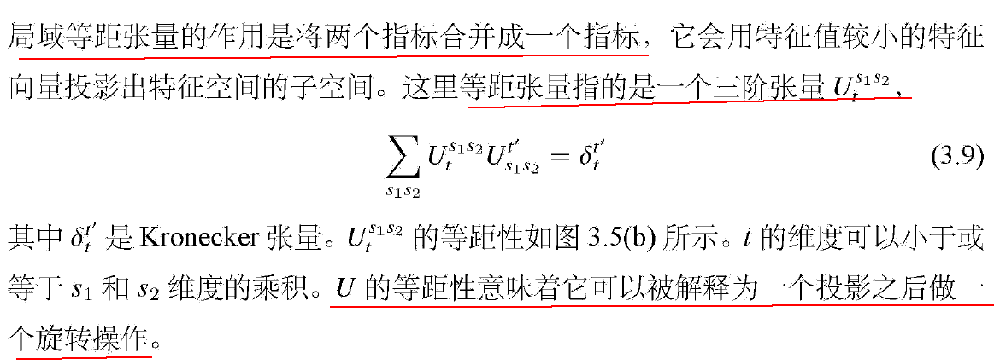 局域等距张量的作用是将两个指标合并成一个指标，它会用特征值较小的特征
向量投影出特征空间的子空间。这里等距张量指的是一个三阶张量 $U_t^{s_1 s_2}$,
$\sum_{s_1 s_2} U_t^{s_1 s_2} U_{s_1 s_2}^{t'} = \delta_t^{t'}$ (3.9)
其中 $\delta_t^{t'}$ 是 Kronecker 张量。$U_t^{s_1 s_2}$ 的等距性如图 3.5(b) 所示。$t$ 的维度可以小于或
等于 $s_1$ 和 $s_2$ 维度的乘积。$U$ 的等距性意味着它可以被解释为一个投影之后做一
个旋转操作。